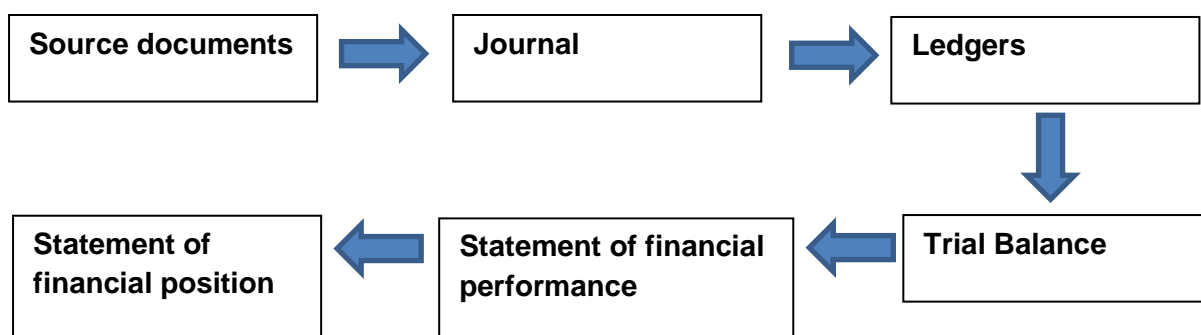 Source documents
Journal
Ledgers
Trial Balance
Statement of financial
performance
Statement of
financial position